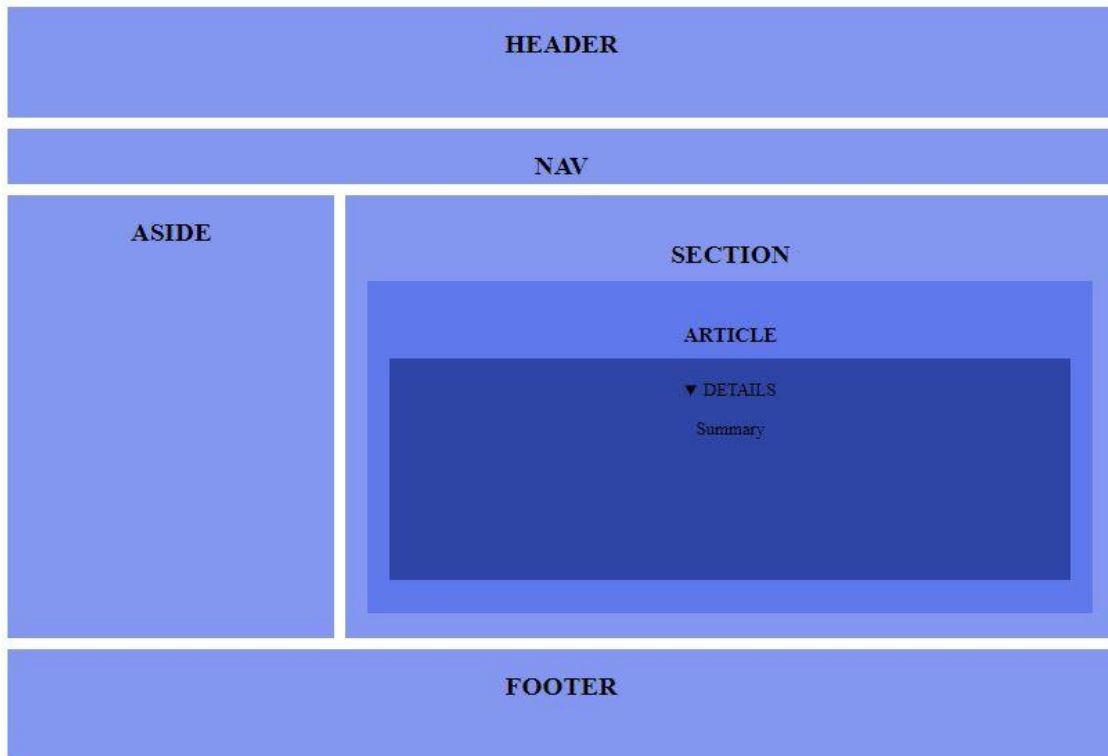 HEADER
NAV
ASIDE
SECTION
ARTICLE
▼ DETAILS
Summary
FOOTER